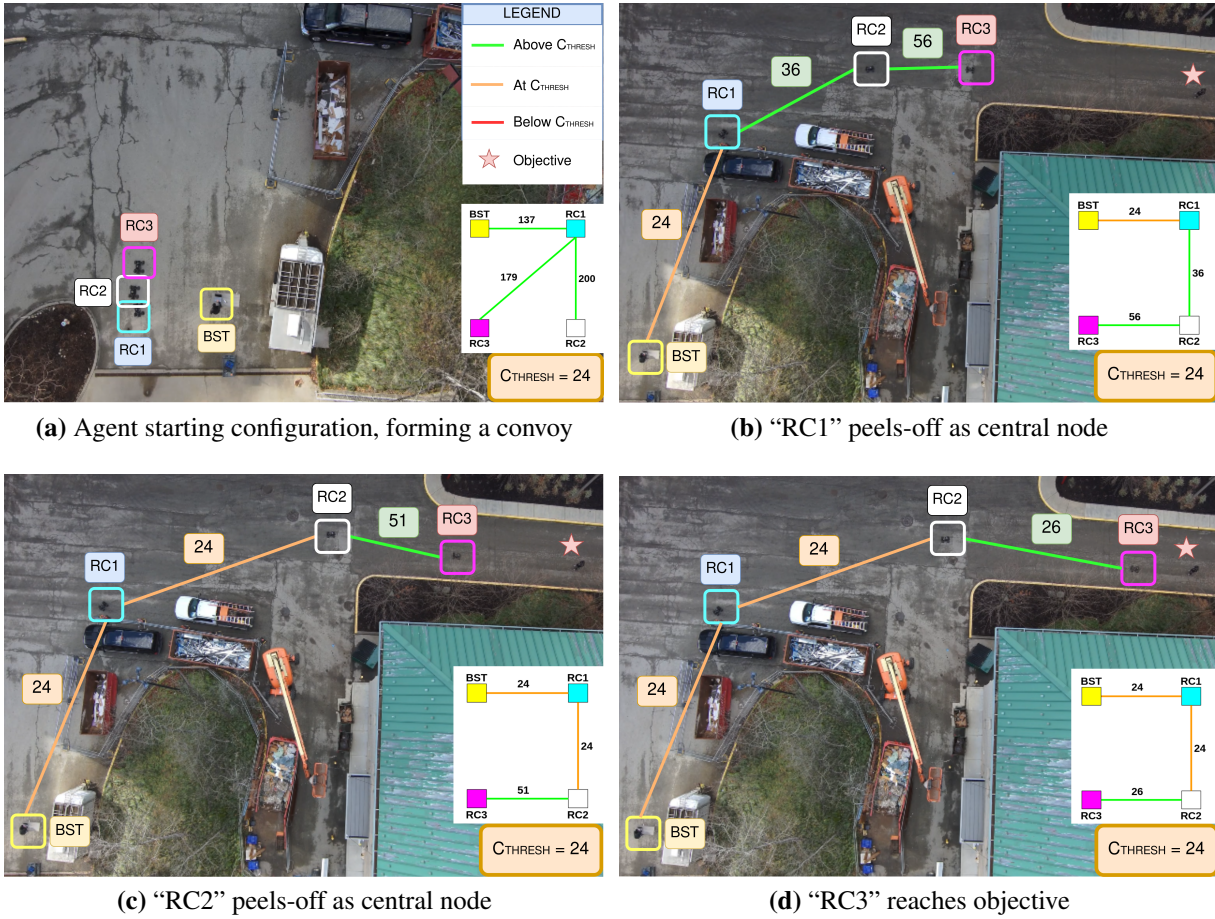 LEGEND
Above CTHRESH
At CTHRESH
Below CTHRESH
Objective
RC3
RC2
RC1
BST
BST 137 RC1
179
200
RC3 RC2
CTHRESH = 24
(a) Agent starting configuration, forming a convoy
RC2
RC3
56
36
RC1
24
BST
BST 24 RC1
36
56
RC3 RC2
CTHRESH = 24
(b) “RC1” peels-off as central node
RC2
51
RC3
24
RC1
24
BST
BST 24 RC1
24
51
RC3 RC2
CTHRESH = 24
(c) “RC2” peels-off as central node
RC2
26
RC3
24
RC1
24
BST
BST 24 RC1
24
26
RC3 RC2
CTHRESH = 24
(d) “RC3” reaches objective